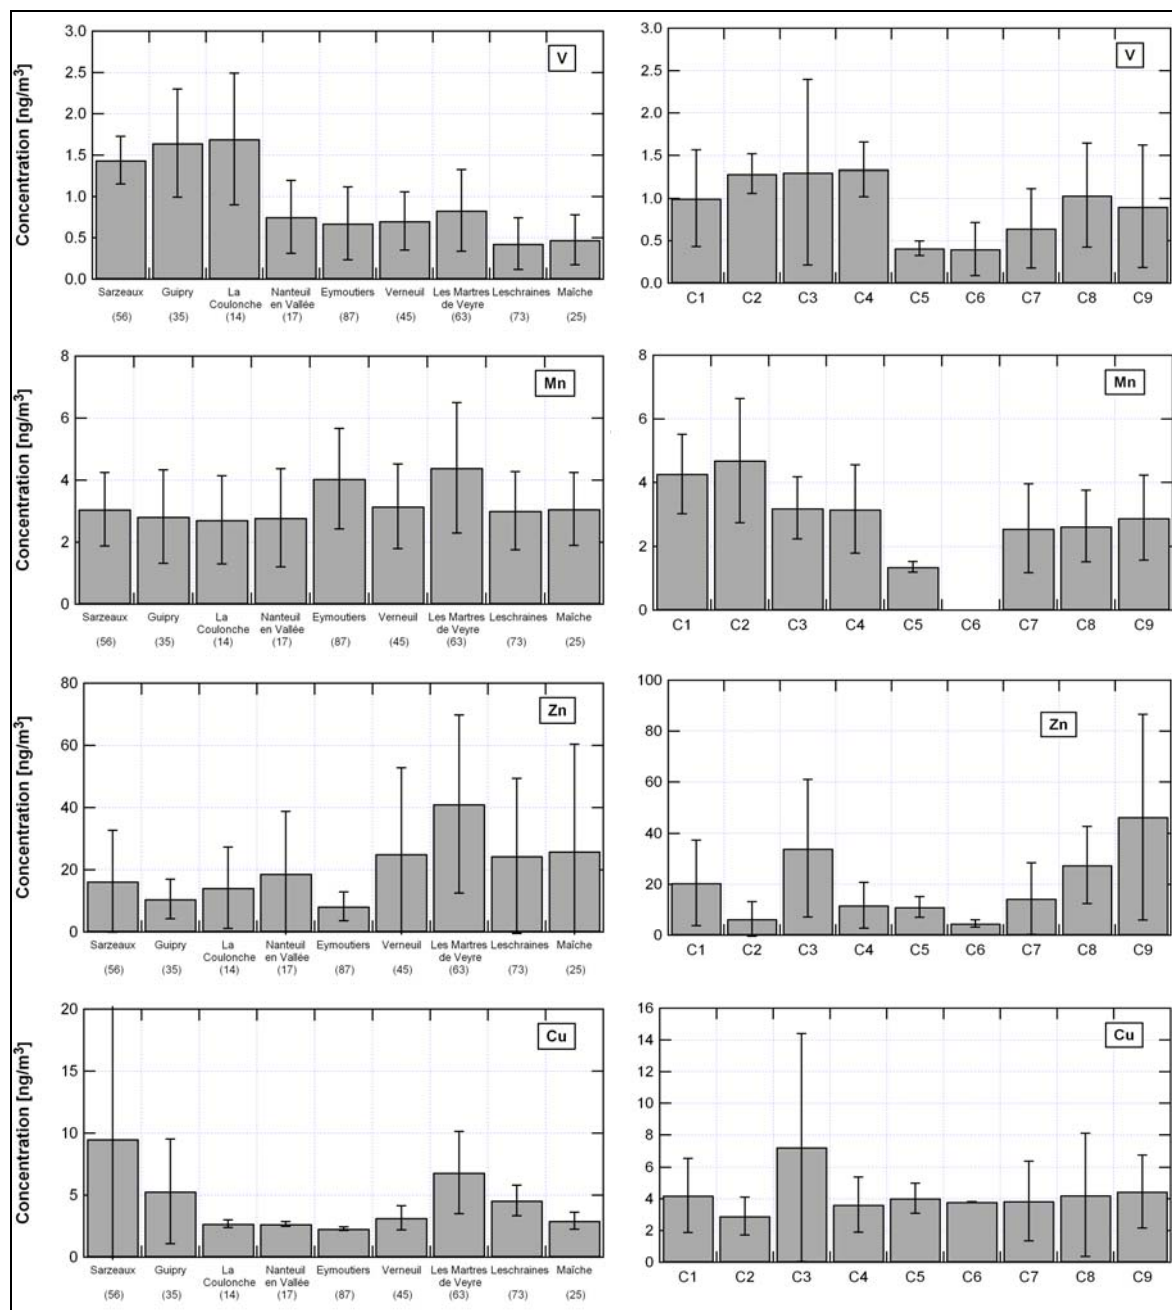 Concentration [ng/m³]
3.0
2.5
2.0
1.5
1.0
0.5
0.0
V
Sarzeaux Guipry La Coulonche Nanteuil en Vallée Eymoutiers Verneuil Les Martres de Veyre Leschraines Maîche
(56) (35) (14) (17) (87) (45) (63) (73) (25)
3.0
2.5
2.0
1.5
1.0
0.5
0.0
V
C1 C2 C3 C4 C5 C6 C7 C8 C9
Concentration [ng/m³]
8
6
4
2
0
Mn
Sarzeaux Guipry La Coulonche Nanteuil en Vallée Eymoutiers Verneuil Les Martres de Veyre Leschraines Maîche
(56) (35) (14) (17) (87) (45) (63) (73) (25)
8
6
4
2
0
Mn
C1 C2 C3 C4 C5 C6 C7 C8 C9
Concentration [ng/m³]
80
60
40
20
0
Zn
Sarzeaux Guipry La Coulonche Nanteuil en Vallée Eymoutiers Verneuil Les Martres de Veyre Leschraines Maîche
(56) (35) (14) (17) (87) (45) (63) (73) (25)
100
80
60
40
20
0
Zn
C1 C2 C3 C4 C5 C6 C7 C8 C9
Concentration [ng/m³]
20
15
10
5
0
Cu
Sarzeaux Guipry La Coulonche Nanteuil en Vallée Eymoutiers Verneuil Les Martres de Veyre Leschraines Maîche
(56) (35) (14) (17) (87) (45) (63) (73) (25)
16
14
12
10
8
6
4
2
0
Cu
C1 C2 C3 C4 C5 C6 C7 C8 C9